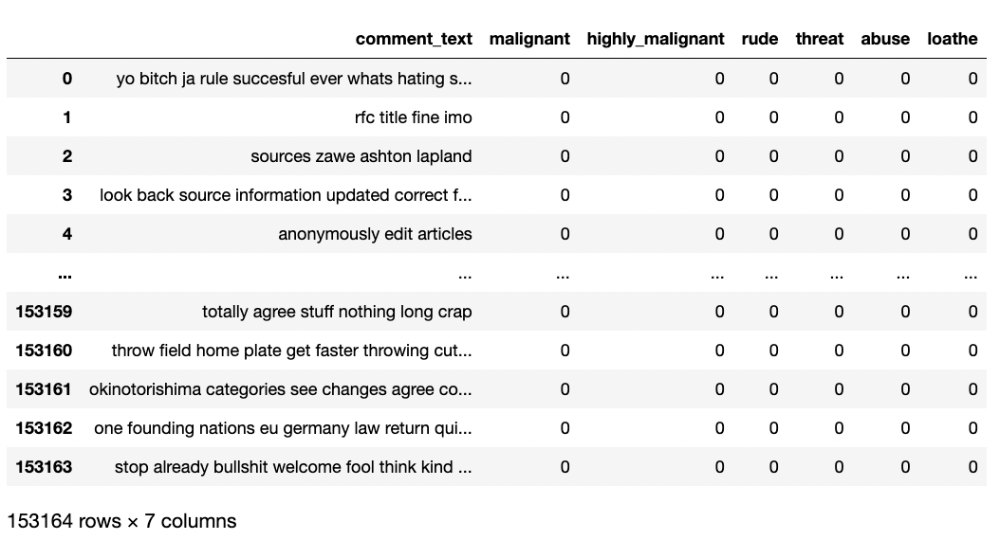 comment_text malignant highly_malignant rude threat abuse loathe
0 yo bitch ja rule succesful ever whats hating s... 0 0 0 0 0 0
1 rfc title fine imo 0 0 0 0 0 0
2 sources zawe ashton lapland 0 0 0 0 0 0
3 look back source information updated correct f... 0 0 0 0 0 0
4 anonymously edit articles 0 0 0 0 0 0
... ... ... ... ... ... ... ...
153159 totally agree stuff nothing long crap 0 0 0 0 0 0
153160 throw field home plate get faster throwing cut... 0 0 0 0 0 0
153161 okinotorishima categories see changes agree co... 0 0 0 0 0 0
153162 one founding nations eu germany law return qui... 0 0 0 0 0 0
153163 stop already bullshit welcome fool think kind ... 0 0 0 0 0 0
153164 rows × 7 columns